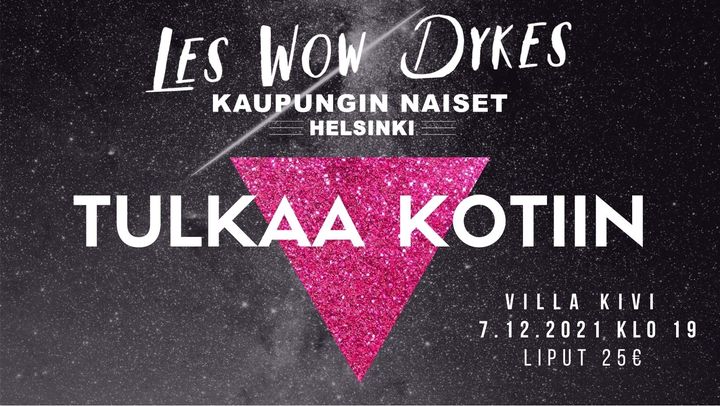 LES WOW DYKES
KAUPUNGIN NAISET
HELSINKI
TULKAA KOTIIN
VILLA KIVI
7.12.2021 KLO 19
LIPUT 25€